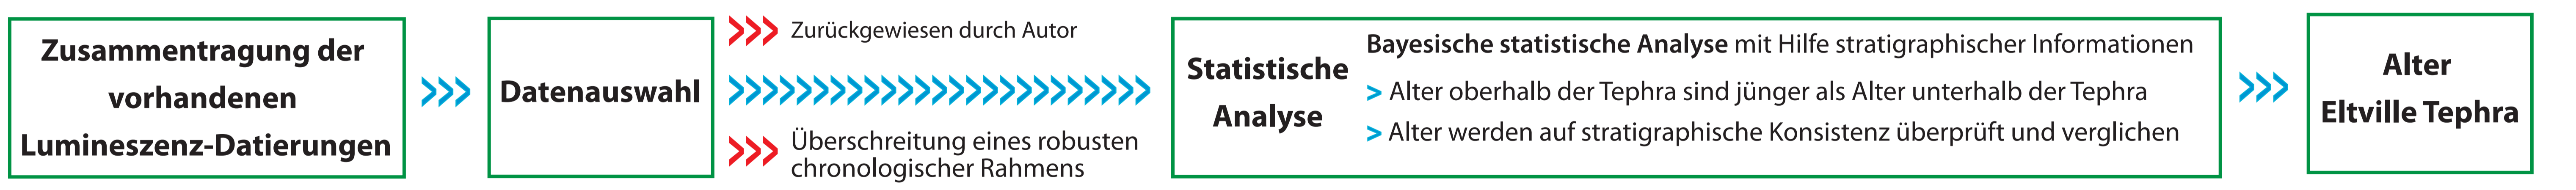 Zusammentragung der
vorhandenen
Lumineszenz-Datierungen
Datenauswahl
Zurückgewiesen durch Autor
Überschreitung eines robusten
chronologischer Rahmens
Statistische
Analyse
Bayesische statistische Analyse mit Hilfe stratigraphischer Informationen
> Alter oberhalb der Tephra sind jünger als Alter unterhalb der Tephra
> Alter werden auf stratigraphische Konsistenz überprüft und verglichen
Alter
Eltville Tephra